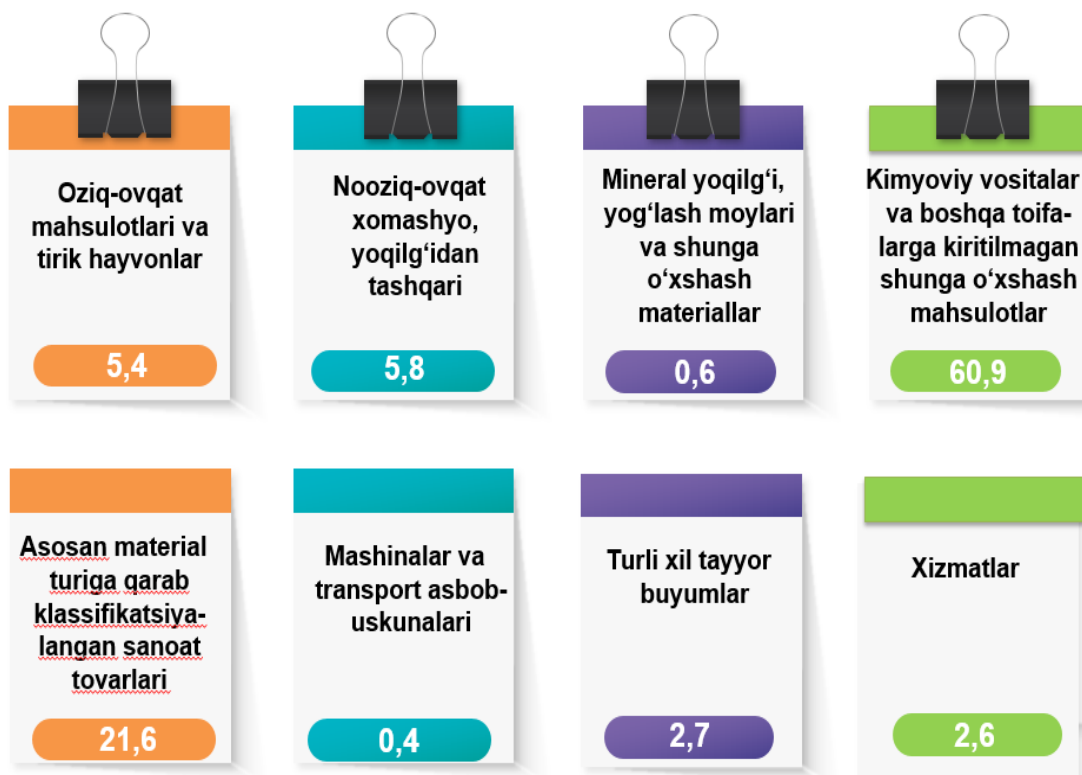 Oziq-ovqat
mahsulotlari va
tirik hayvonlar
5,4
Nooziq-ovqat
xomashyo,
yoqilg‘idan
tashqari
5,8
Mineral yoqilg‘i,
yog‘lash moylari
va shunga
o‘xshash
materiallar
0,6
Kimyoviy vositalar
va boshqa toifa-
larga kiritilmagan
shunga o‘xshash
mahsulotlar
60,9
Asosan material
turiga qarab
klassifikatsiya-
langan sanoat
tovarlari
21,6
Mashinalar va
transport asbob-
uskunalari
0,4
Turli xil tayyor
buyumlar
2,7
Xizmatlar
2,6